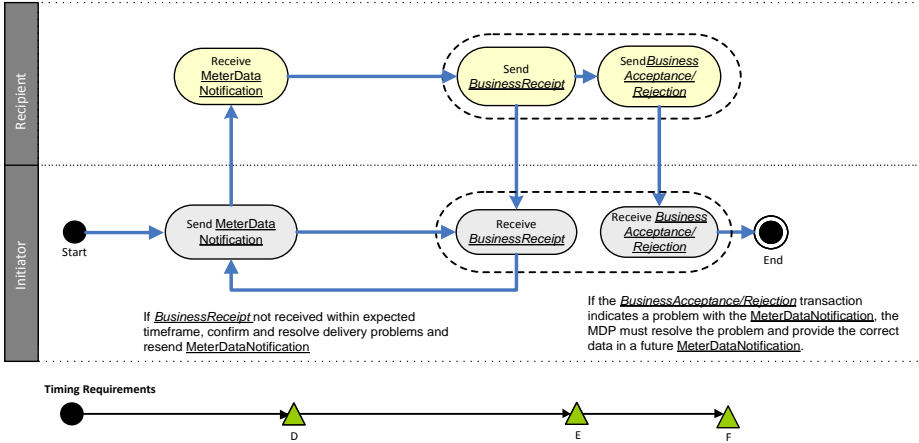 Recipient
Receive
MeterData
Notification
Send
BusinessReceipt
SendBusiness
Acceptance/
Rejection
Initiator
Start
Send MeterData
Notification
Receive
BusinessReceipt
Receive Business
Acceptance/
Rejection
End
If BusinessReceipt not received within expected
timeframe, confirm and resolve delivery problems and
resend MeterDataNotification
If the BusinessAcceptance/Rejection transaction
indicates a problem with the MeterDataNotification, the
MDP must resolve the problem and provide the correct
data in a future MeterDataNotification.
Timing Requirements
D
E
F